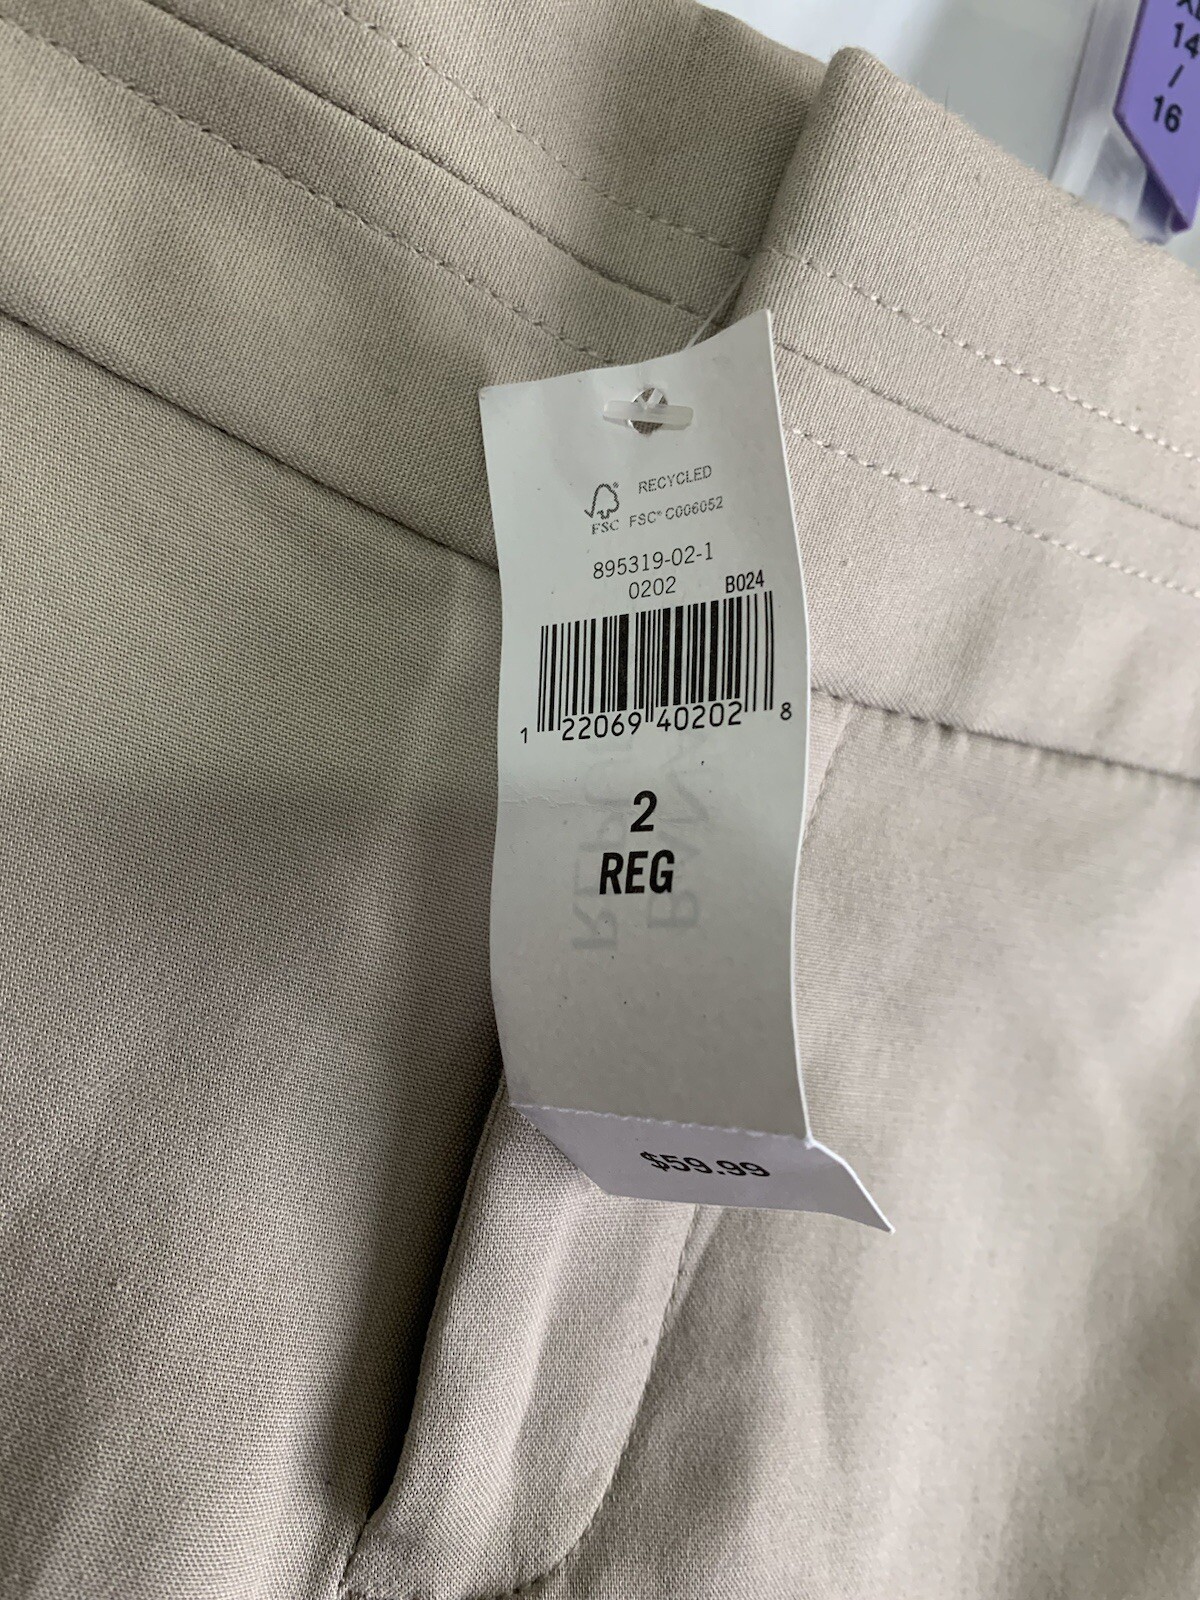 14
/
16
RECYCLED
FSC FSC® C006052
895319-02-1
0202 B024
1 22069 40202 8
2
REG
$59.99